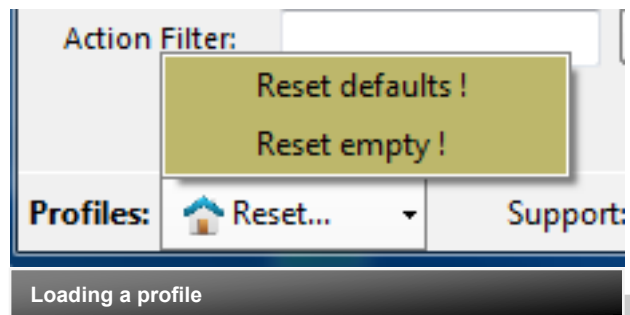 Action Filter:
Reset defaults !
Reset empty !
Profiles: Reset... Support:
Loading a profile